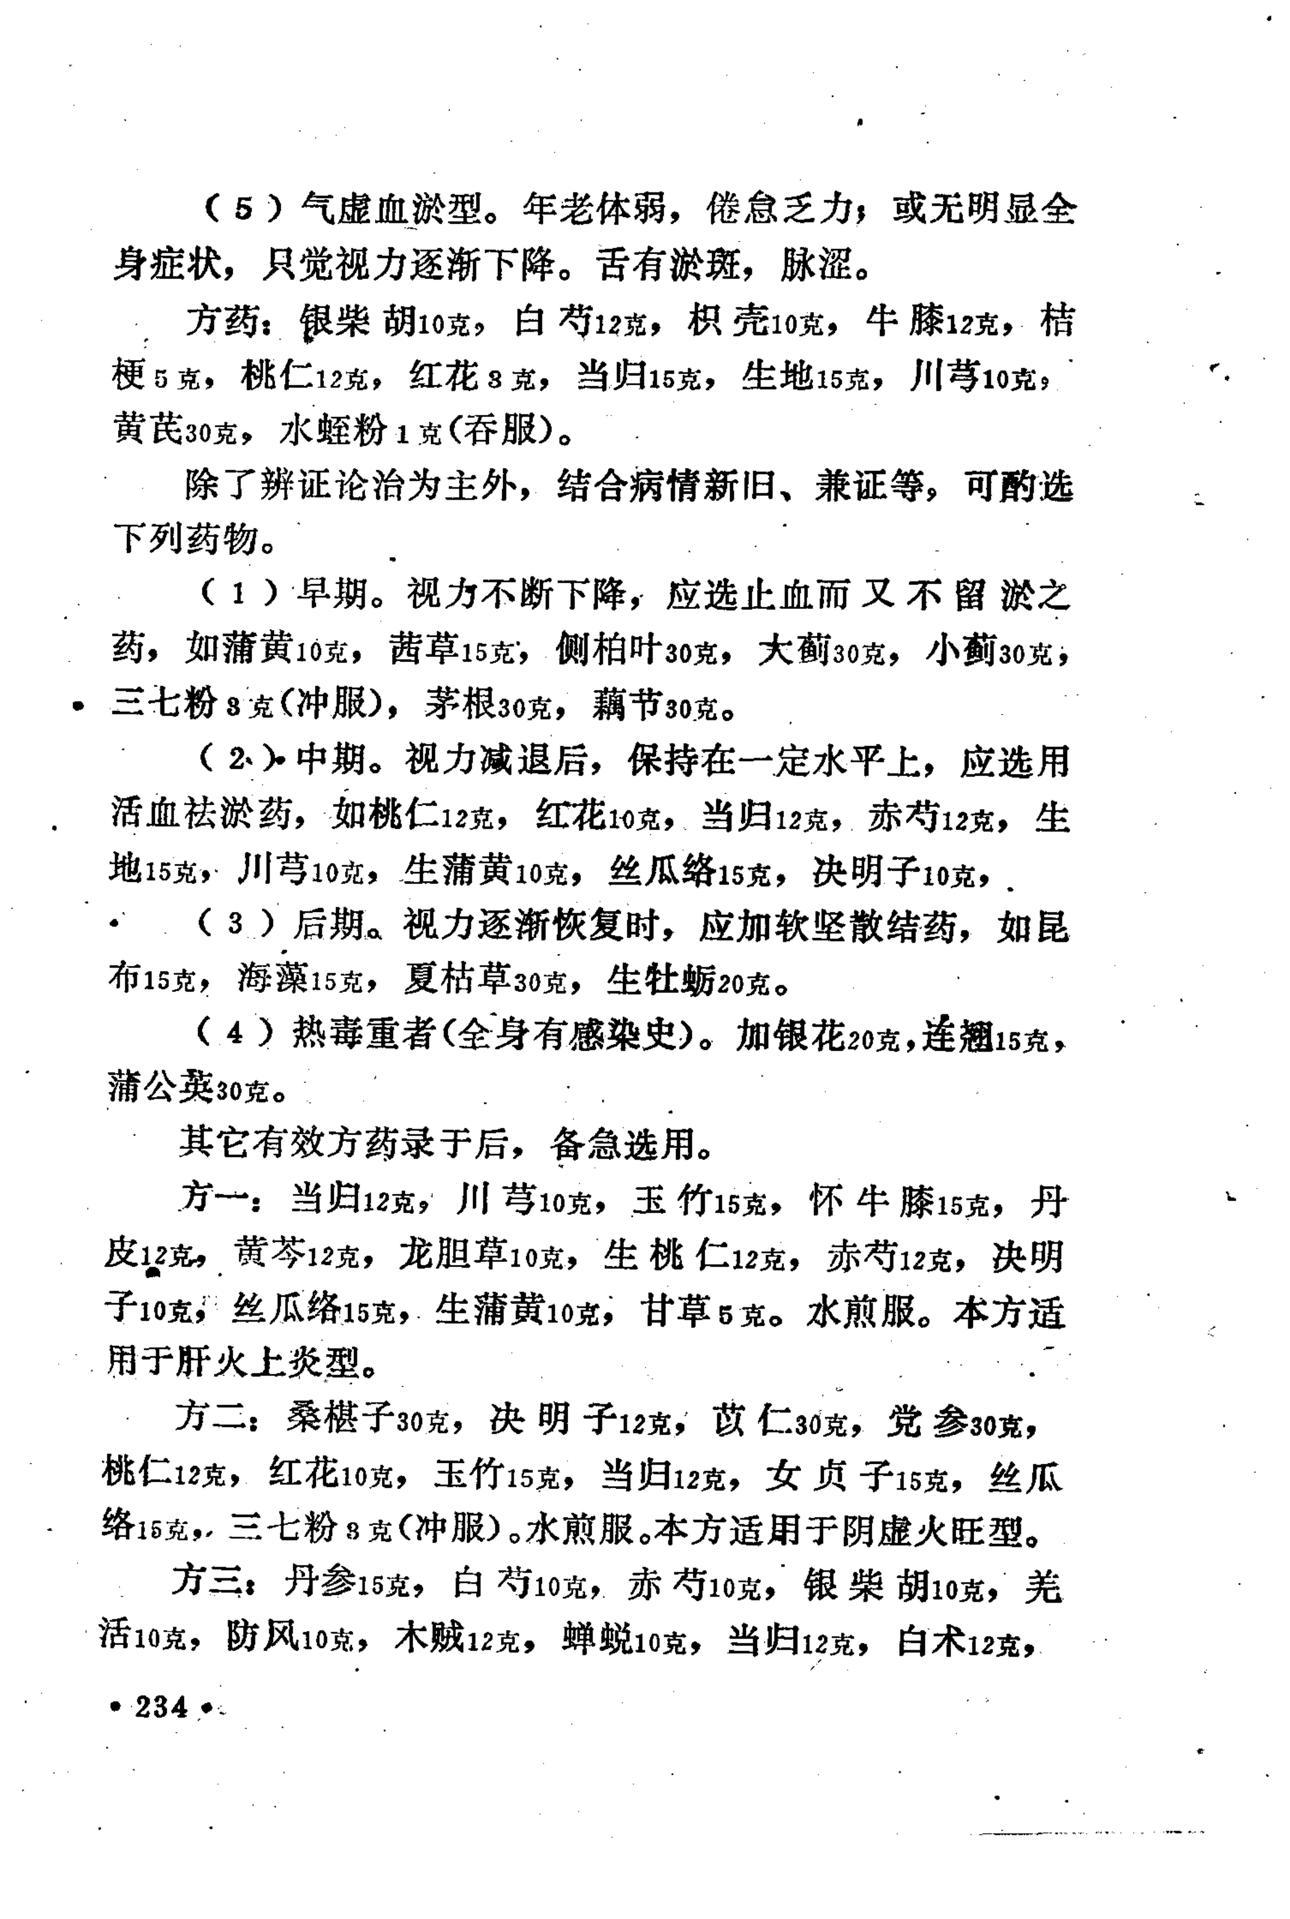 （5）气虚血淤型。年老体弱，倦怠乏力；或无明显全
身症状，只觉视力逐渐下降。舌有淤斑，脉涩。
方药：银柴胡10克，白芍12克，枳壳10克，牛膝12克，桔
梗5克，桃仁12克，红花3克，当归15克，生地15克，川芎10克，
黄芪30克，水蛭粉1克（吞服）。
除了辨证论治为主外，结合病情新旧、兼证等，可酌选
下列药物。
（1）早期。视力不断下降，应选止血而又不留淤之
药，如蒲黄10克，茜草15克，侧柏叶30克，大蓟30克，小蓟30克，
三七粉3克（冲服），茅根30克，藕节30克。
（2）中期。视力减退后，保持在一定水平上，应选用
活血祛淤药，如桃仁12克，红花10克，当归12克，赤芍12克，生
地15克，川芎10克，生蒲黄10克，丝瓜络15克，决明子10克，
（3）后期。视力逐渐恢复时，应加软坚散结药，如昆
布15克，海藻15克，夏枯草30克，生牡蛎20克。
（4）热毒重者（全身有感染史）。加银花20克，连翘15克，
蒲公英30克。
其它有效方药录于后，备急选用。
方一：当归12克，川芎10克，玉竹15克，怀牛膝15克，丹
皮12克，黄芩12克，龙胆草10克，生桃仁12克，赤芍12克，决明
子10克，丝瓜络15克，生蒲黄10克，甘草5克。水煎服。本方适
用于肝火上炎型。
方二：桑椹子30克，决明子12克，苡仁30克，党参30克，
桃仁12克，红花10克，玉竹15克，当归12克，女贞子15克，丝瓜
络15克，三七粉3克（冲服）。水煎服。本方适用于阴虚火旺型。
方三：丹参15克，白芍10克，赤芍10克，银柴胡10克，羌
活10克，防风10克，木贼12克，蝉蜕10克，当归12克，白术12克，
•234•